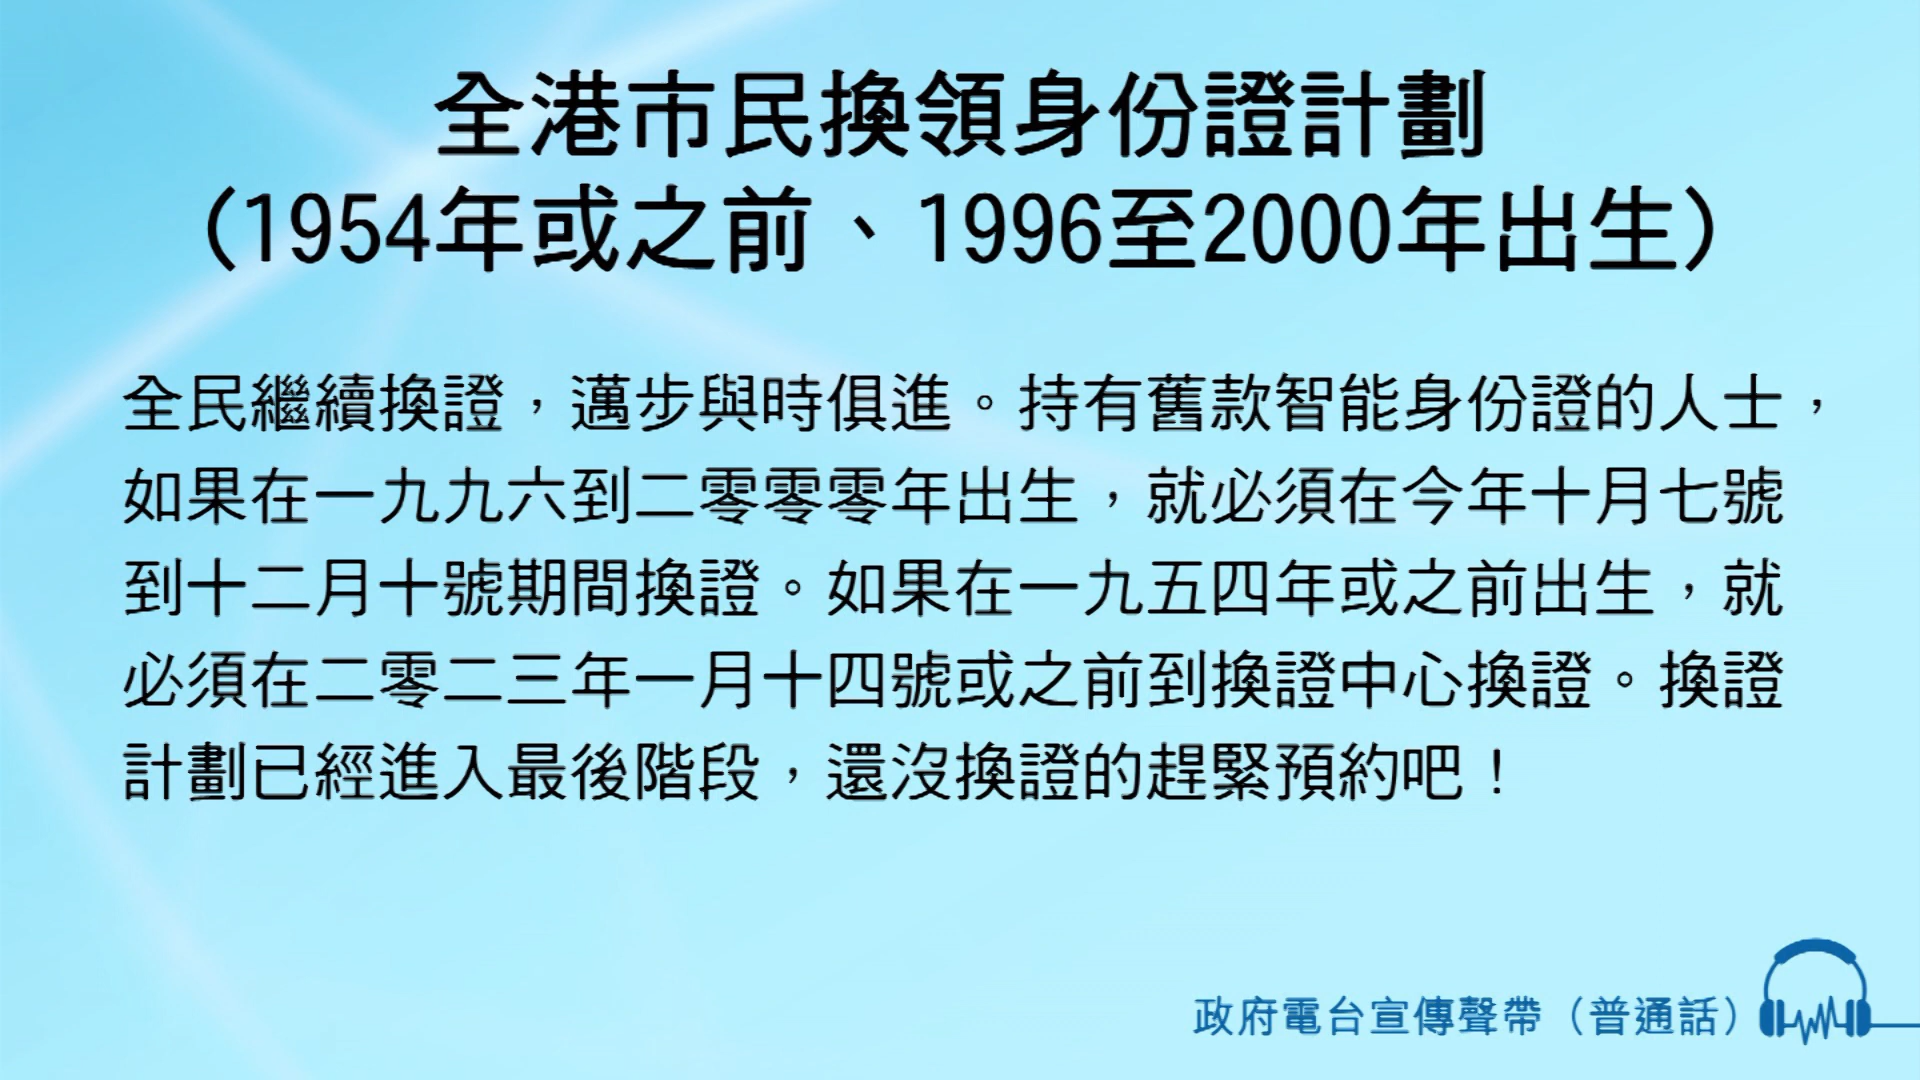 全港市民換領身份證計劃
（1954年或之前、1996至2000年出生）
全民繼續換證，邁步與時俱進。持有舊款智能身份證的人士，
如果在一九九六到二零零零年出生，就必須在今年十月七號
到十二月十號期間換證。如果在一九五四年或之前出生，就
必須在二零二三年一月十四號或之前到換證中心換證。換證
計劃已經進入最後階段，還沒換證的趕緊預約吧！
政府電台宣傳聲帶（普通話）